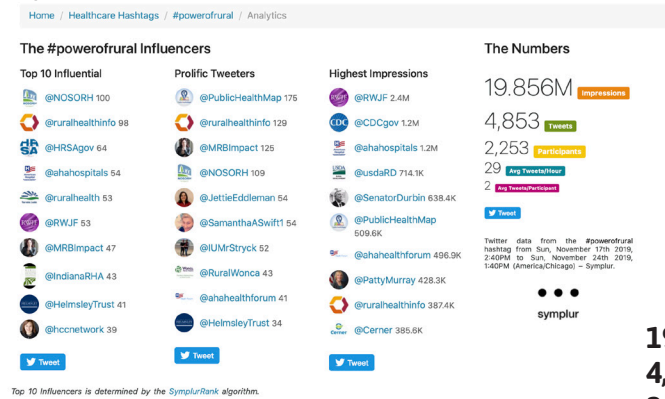 Home / Healthcare Hashtags / #powerofrural / Analytics
The #powerofrural Influencers
Top 10 Influential
@NOSORH 100
@ruralhealthinfo 98
@HRSAgov 64
@ahahospitals 54
@ruralhealth 53
@RWJF 53
@MRBImpact 47
@IndianaRHA 43
@HelmsleyTrust 41
@hccnetwork 39
Tweet
Prolific Tweeters
@PublicHealthMap 175
@ruralhealthinfo 129
@MRBImpact 125
@NOSORH 109
@JettieEddleman 54
@SamanthaASwift1 54
@IUMrStryck 52
@RuralWonca 43
@ahahealthforum 41
@HelmsleyTrust 34
Tweet
Highest Impressions
@RWJF 2.4M
CDC
@CDCgov 1.2M
@ahahospitals 1.2M
USDA
@usdaRD 714.1K
@SenatorDurbin 638.4K
@PublicHealthMap
509.6K
@ahahealthforum 496.9K
@PattyMurray 428.3K
@ruralhealthinfo 387.4K
Cerner
@Cerner 385.6K
Tweet
The Numbers
19.856M Impressions
4,853 Tweets
2,253 Participants
29 Avg Tweets/Hour
2 Avg Tweets/Participant
Tweet
Twitter data from the #powerofrural
hashtag from Sun, November 17th 2019,
2:40PM to Sun, November 24th 2019,
1:40PM (America/Chicago) – Symplur.
symplur
Top 10 Influencers is determined by the SymplurRank algorithm.
19
4,